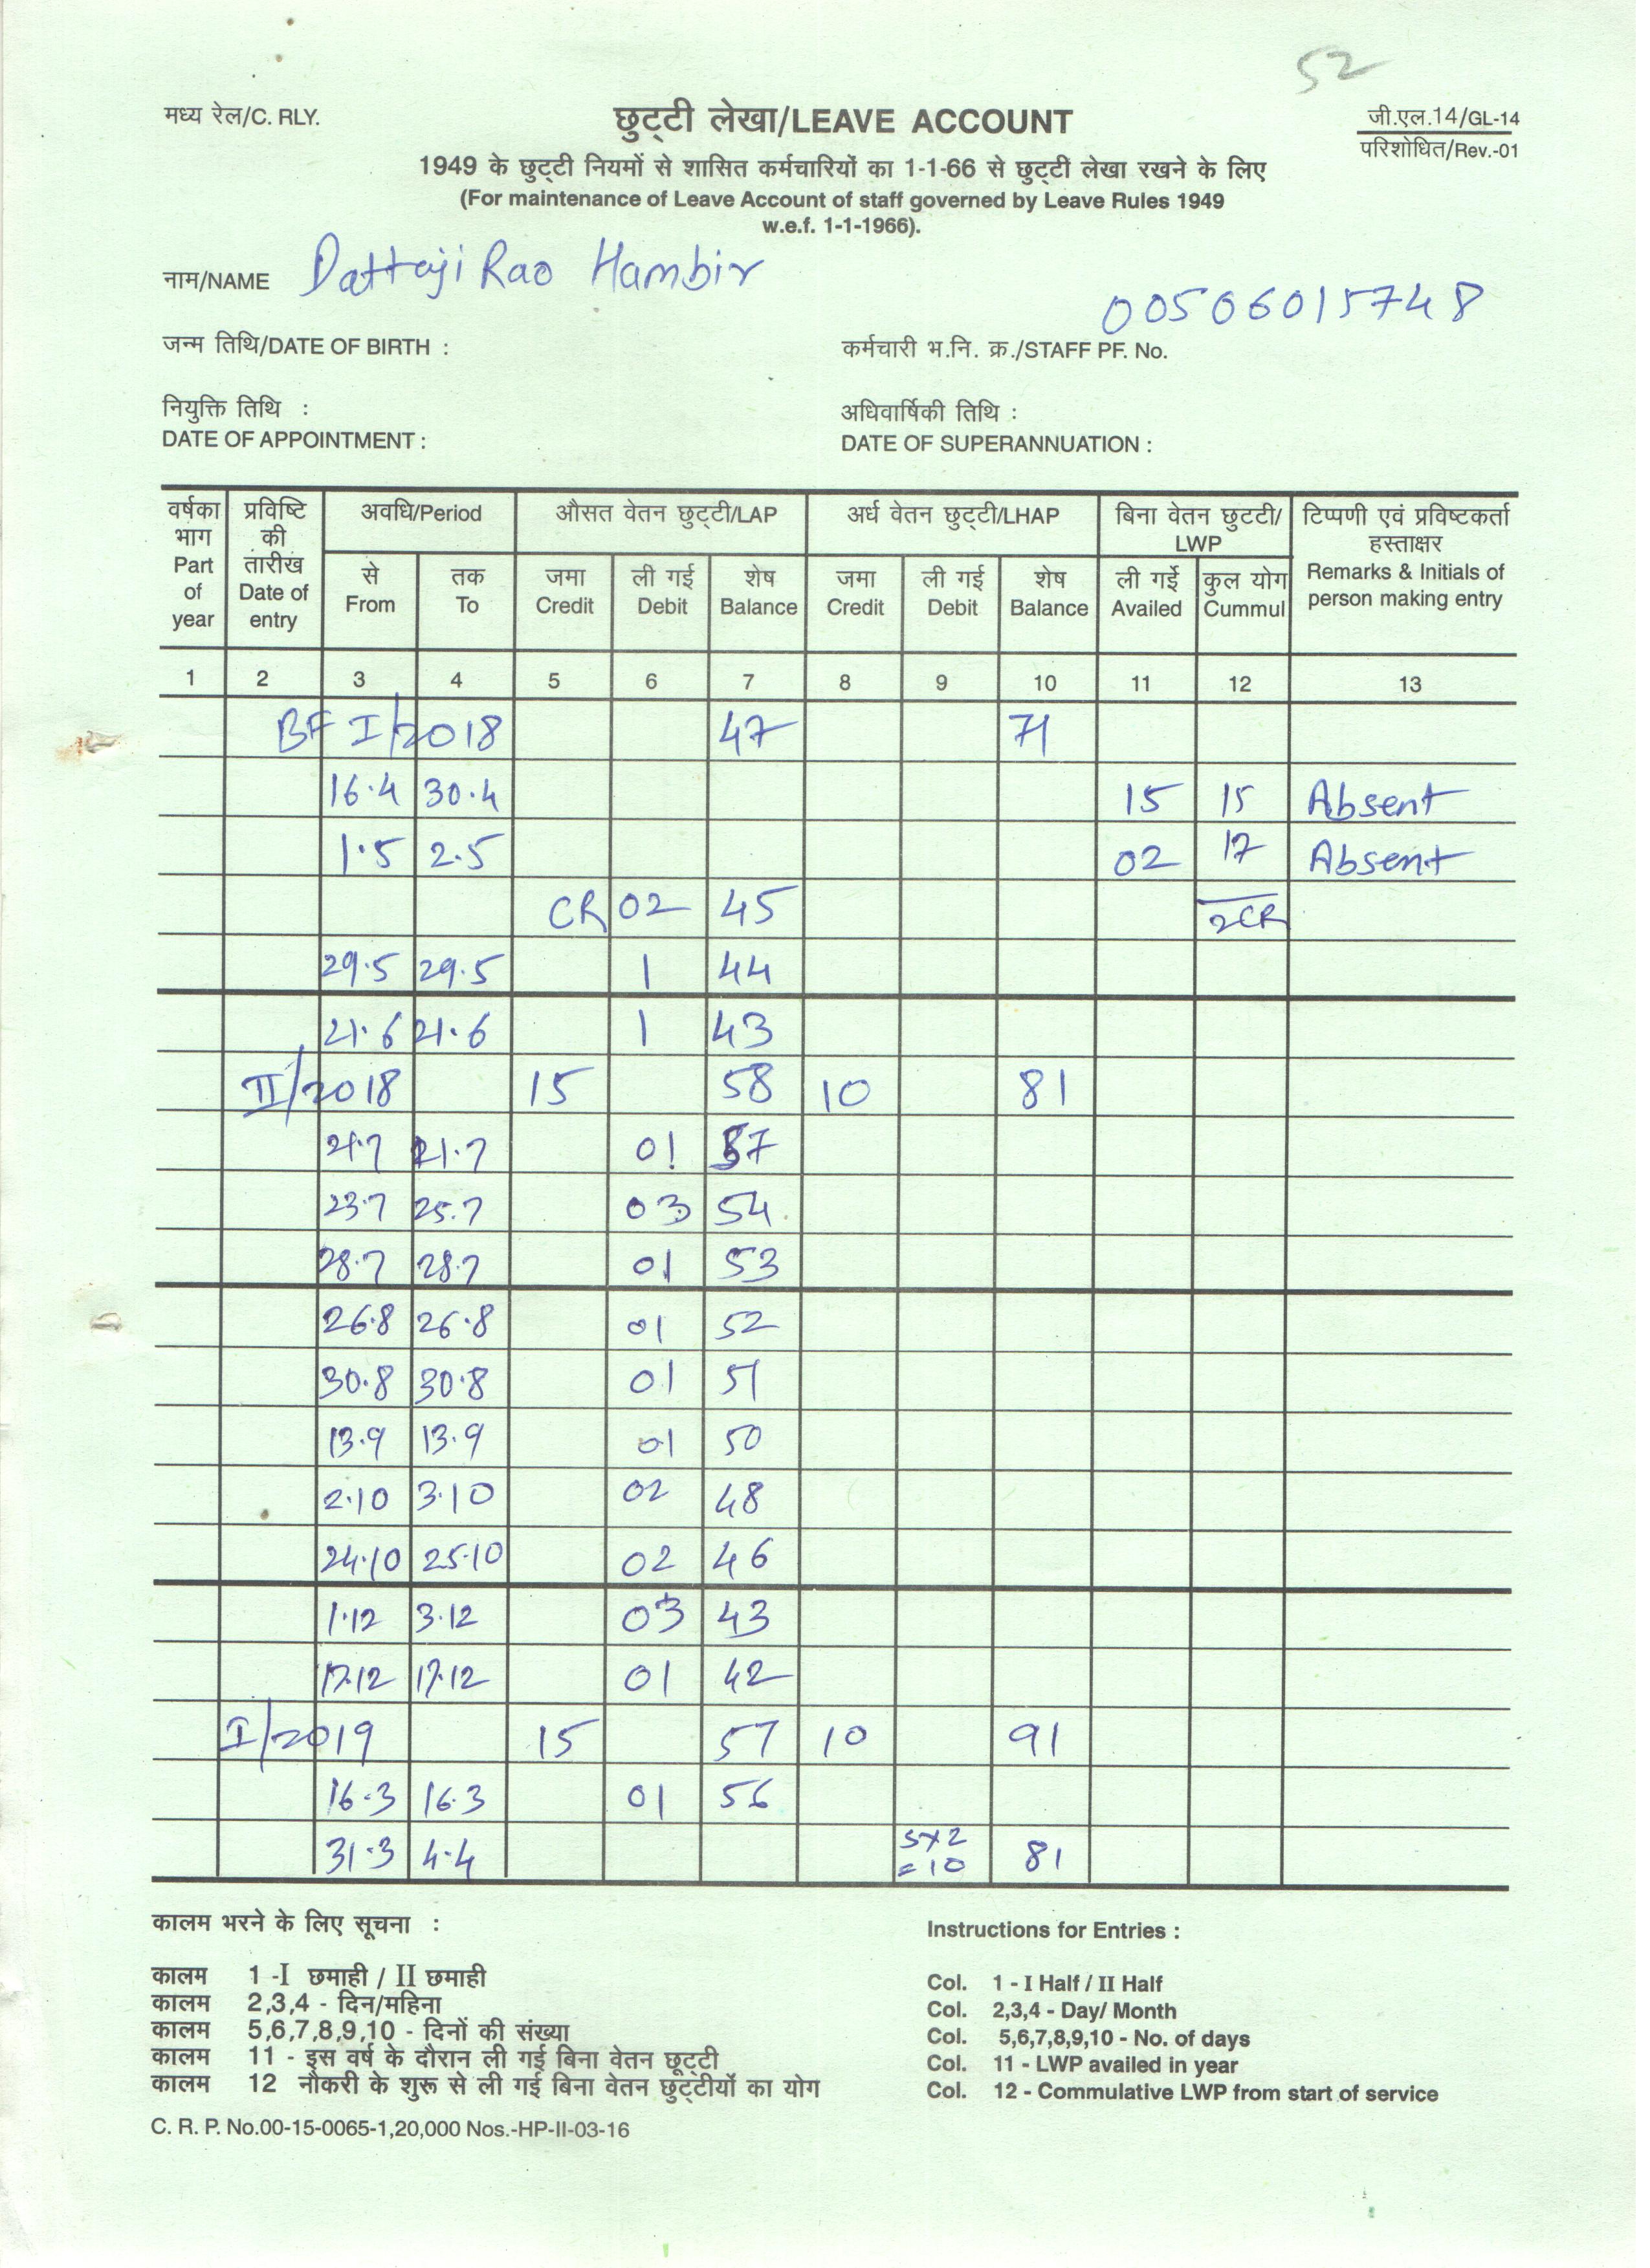 52
मध्य रेल/C. RLY.
छुट्टी लेखा/LEAVE ACCOUNT
जी.एल.14/GL-14
परिशोधित/Rev.-01
1949 के छुट्टी नियमों से शासित कर्मचारियों का 1-1-66 से छुट्टी लेखा रखने के लिए
(For maintenance of Leave Account of staff governed by Leave Rules 1949
w.e.f. 1-1-1966).
नाम/NAME Dattaji Rao Hambir
00506015748
जन्म तिथि/DATE OF BIRTH :
कर्मचारी भ.नि. क्र./STAFF PF. No.
नियुक्ति तिथि :
अधिवार्षिकी तिथि :
DATE OF APPOINTMENT :
DATE OF SUPERANNUATION :
वर्षका भाग Part of year
प्रविष्टि की तारीख Date of entry
अवधि/Period
औसत वेतन छुट्टी/LAP
अर्ध वेतन छुट्टी/LHAP
बिना वेतन छुटटी/ LWP
टिप्पणी एवं प्रविष्टकर्ता हस्ताक्षर Remarks & Initials of person making entry
से From
तक To
जमा Credit
ली गई Debit
शेष Balance
जमा Credit
ली गई Debit
शेष Balance
ली गईे Availed
कुल योग Cummul
1 2 3 4 5 6 7 8 9 10 11 12 13
BF I/2018 47 71
16.4 30.4 15 15 Absent
1.5 2.5 02 17 Absent
CR 02 45 2CR
29.5 29.5 1 44
21.6 21.6 1 43
II/2018 15 58 10 81
21.7 21.7 01 57
23.7 25.7 03 54
28.7 28.7 01 53
26.8 26.8 01 52
30.8 30.8 01 51
13.9 13.9 01 50
2.10 3.10 02 48
24.10 25.10 02 46
1.12 3.12 03 43
17.12 17.12 01 42
I/2019 15 57 10 91
16.3 16.3 01 56
31.3 4.4 5x2 =10 81
कालम भरने के लिए सूचना :
कालम 1 -I छमाही / II छमाही
कालम 2,3,4 - दिन/महिना
कालम 5,6,7,8,9,10 - दिनों की संख्या
कालम 11 - इस वर्ष के दौरान ली गई बिना वेतन छूट्टी
कालम 12 नौकरी के शुरू से ली गई बिना वेतन छुट्टीयों का योग
Instructions for Entries :
Col. 1 - I Half / II Half
Col. 2,3,4 - Day/ Month
Col. 5,6,7,8,9,10 - No. of days
Col. 11 - LWP availed in year
Col. 12 - Commulative LWP from start of service
C. R. P. No.00-15-0065-1,20,000 Nos.-HP-II-03-16